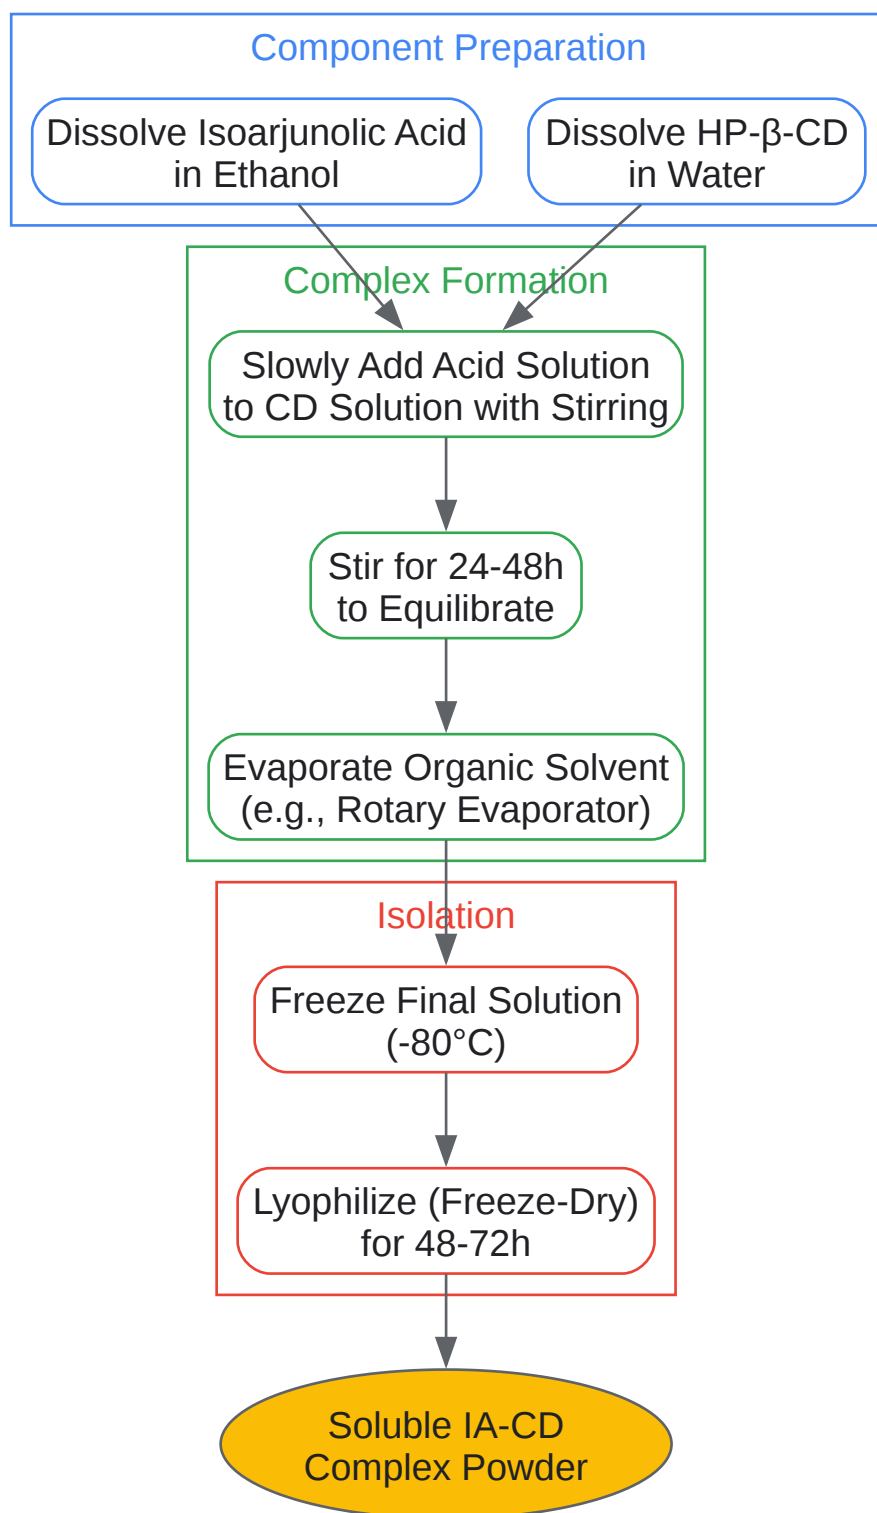 Component Preparation
Dissolve Isoarjunolic Acid
in Ethanol
Dissolve HP-β-CD
in Water
Complex Formation
Slowly Add Acid Solution
to CD Solution with Stirring
Stir for 24-48h
to Equilibrate
Evaporate Organic Solvent
(e.g., Rotary Evaporator)
Isolation
Freeze Final Solution
(-80°C)
Lyophilize (Freeze-Dry)
for 48-72h
Soluble IA-CD
Complex Powder